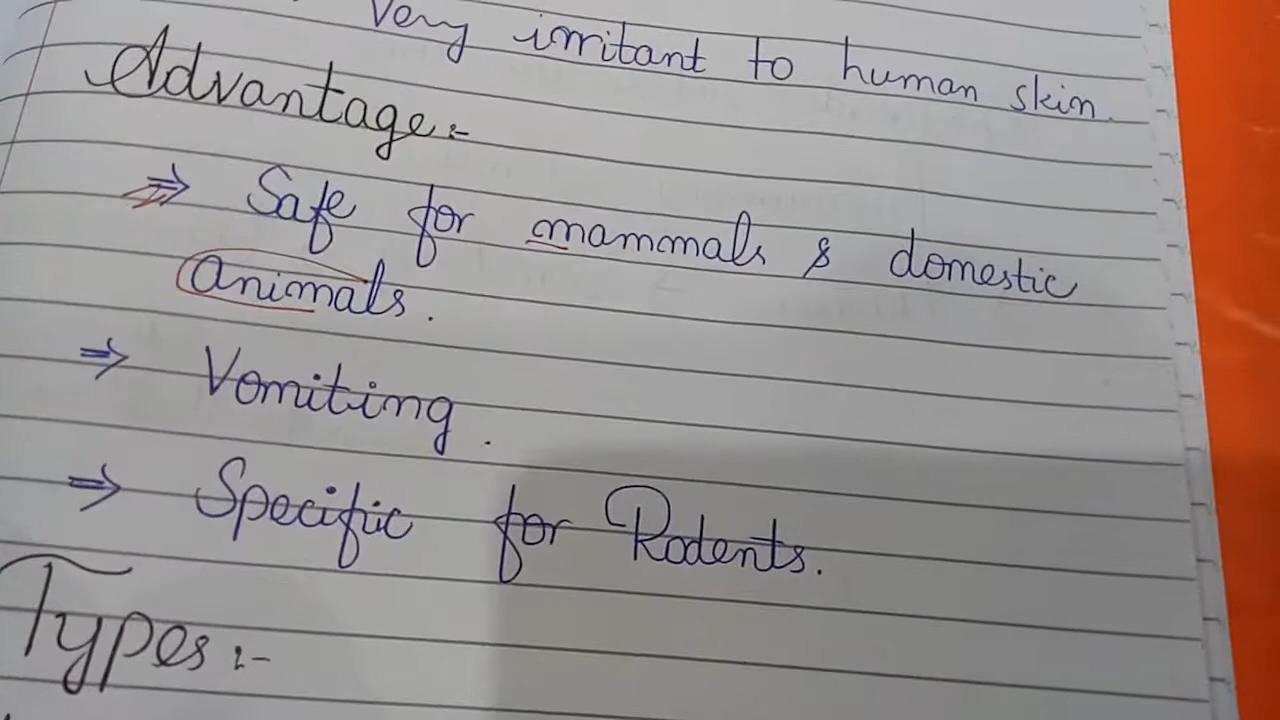 Very irritant to human skin.
Advantage:-
⇒ Safe for mammals & domestic
animals.
⇒ Vomiting.
⇒ Specific for Rodents.
Types:-